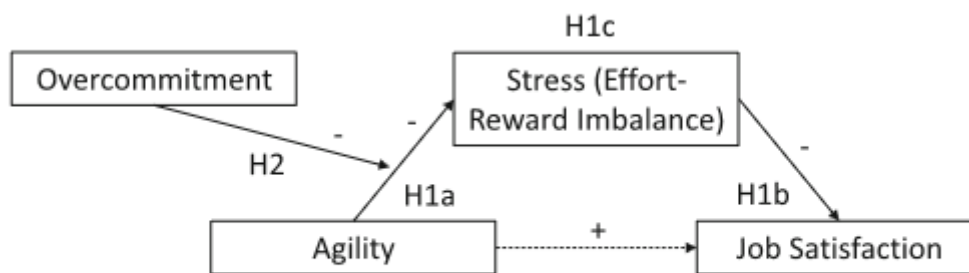 H1c
Overcommitment
Stress (Effort-
Reward Imbalance)
-
-
-
H2
H1a
H1b
+
Agility
Job Satisfaction